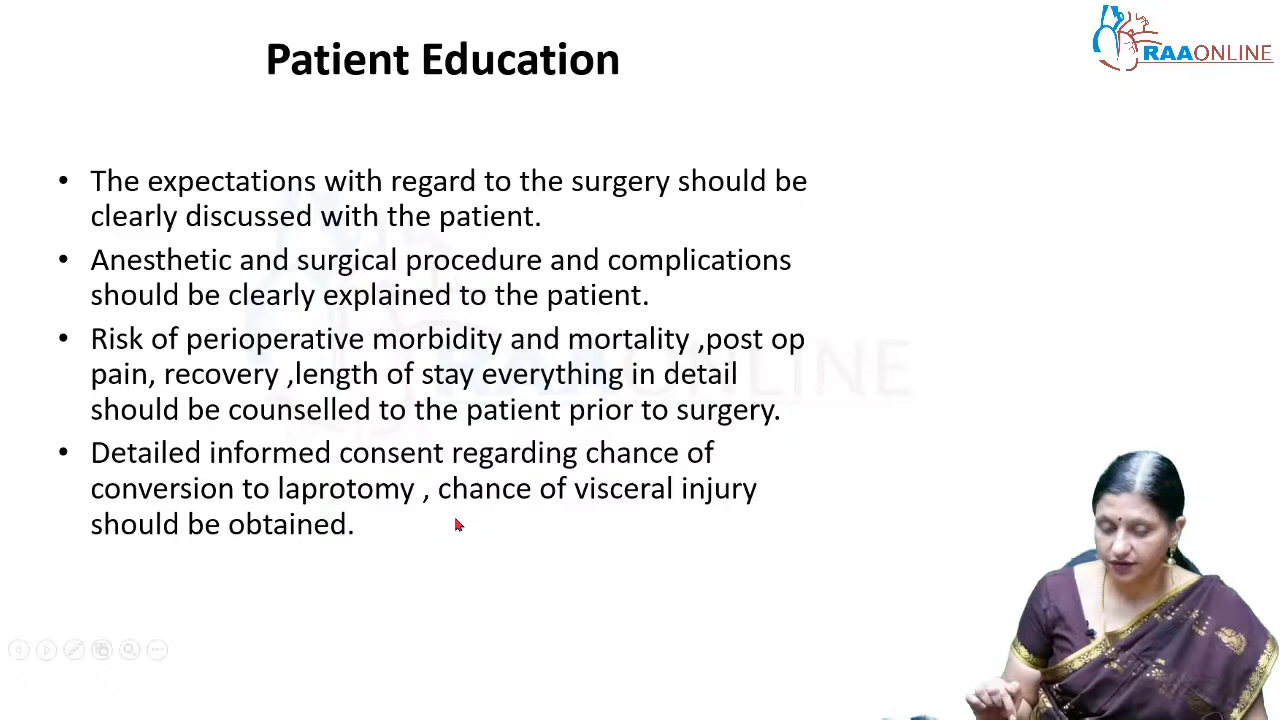 Patient Education
RAAONLINE
• The expectations with regard to the surgery should be
clearly discussed with the patient.
• Anesthetic and surgical procedure and complications
should be clearly explained to the patient.
• Risk of perioperative morbidity and mortality ,post op
pain, recovery ,length of stay everything in detail
should be counselled to the patient prior to surgery.
• Detailed informed consent regarding chance of
conversion to laprotomy , chance of visceral injury
should be obtained.
RAAONLINE